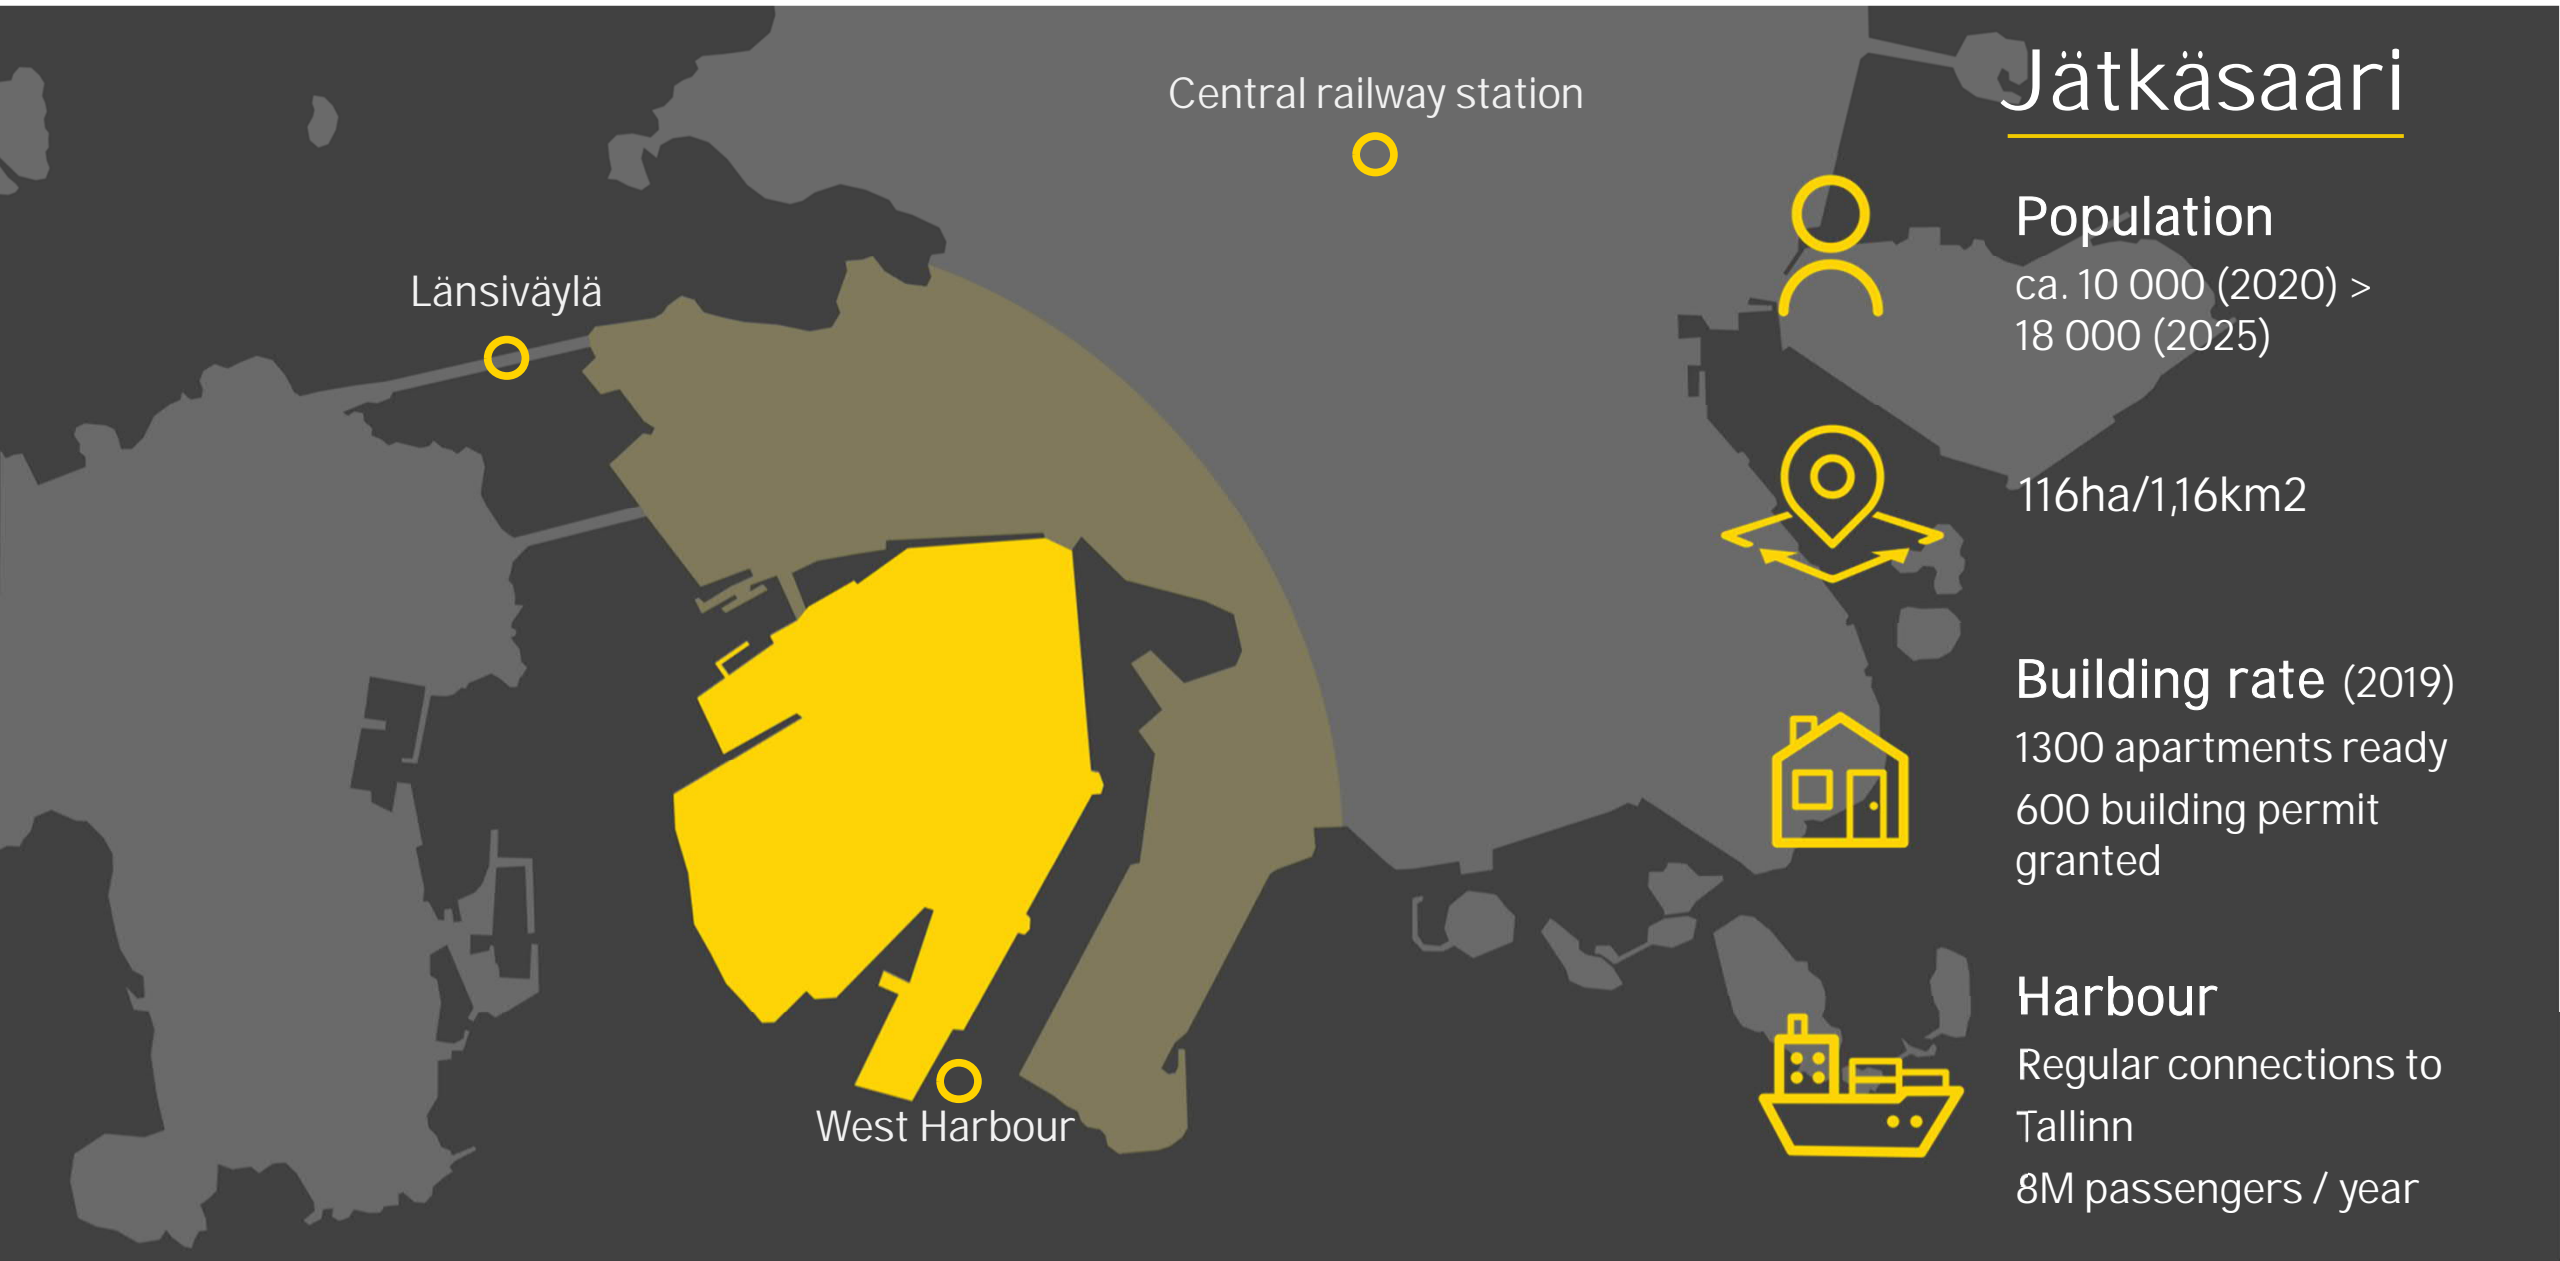 Central railway station
Länsiväylä
West Harbour
Jätkäsaari
Population
ca. 10 000 (2020) >
18 000 (2025)
116ha/1,16km2
Building rate (2019)
1300 apartments ready
600 building permit
granted
Harbour
Regular connections to
Tallinn
8M passengers / year